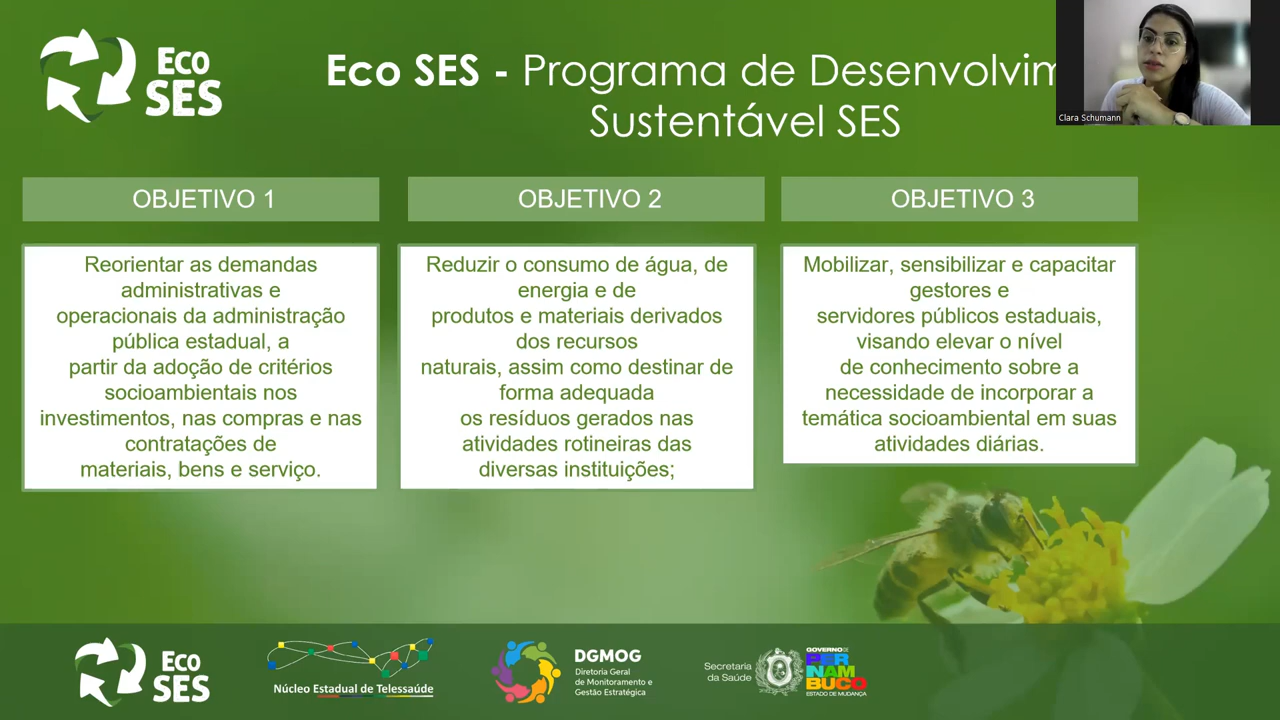 Eco
SES
Eco SES - Programa de Desenvolvim
Sustentável SES
Clara Schumann
OBJETIVO 1
Reorientar as demandas
administrativas e
operacionais da administração
pública estadual, a
partir da adoção de critérios
socioambientais nos
investimentos, nas compras e nas
contratações de
materiais, bens e serviço.
OBJETIVO 2
Reduzir o consumo de água, de
energia e de
produtos e materiais derivados
dos recursos
naturais, assim como destinar de
forma adequada
os resíduos gerados nas
atividades rotineiras das
diversas instituições;
OBJETIVO 3
Mobilizar, sensibilizar e capacitar
gestores e
servidores públicos estaduais,
visando elevar o nível
de conhecimento sobre a
necessidade de incorporar a
temática socioambiental em suas
atividades diárias.
Eco
SES
Núcleo Estadual de Telessaúde
DGMOG
Diretoria Geral
de Monitoramento e
Gestão Estratégica
Secretaria
da Saúde
GOVERNO DE
PER
NAM
BUCO
ESTADO DE MUDANÇA